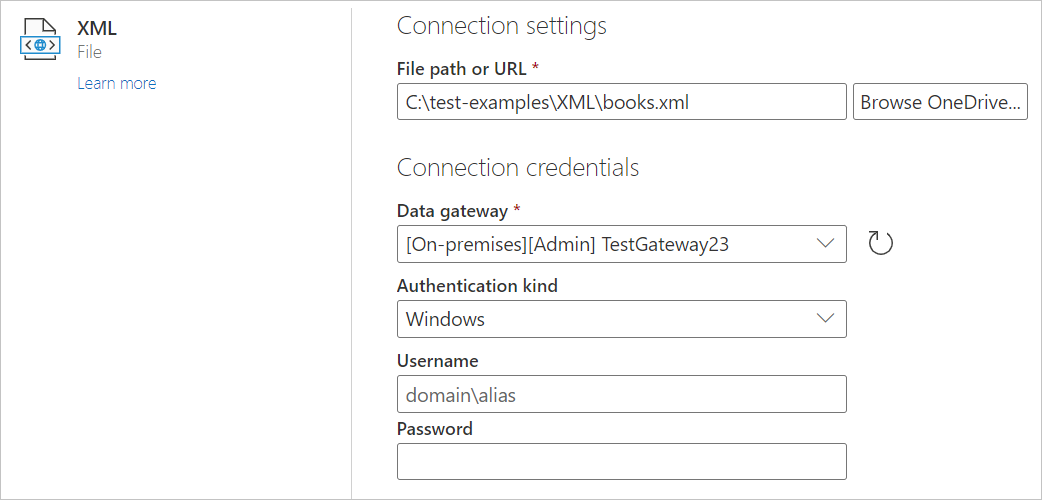 XML
File
Learn more
Connection settings
File path or URL *
C:\test-examples\XML\books.xml
Browse OneDrive...
Connection credentials
Data gateway *
[On-premises][Admin] TestGateway23
Authentication kind
Windows
Username
domain\alias
Password